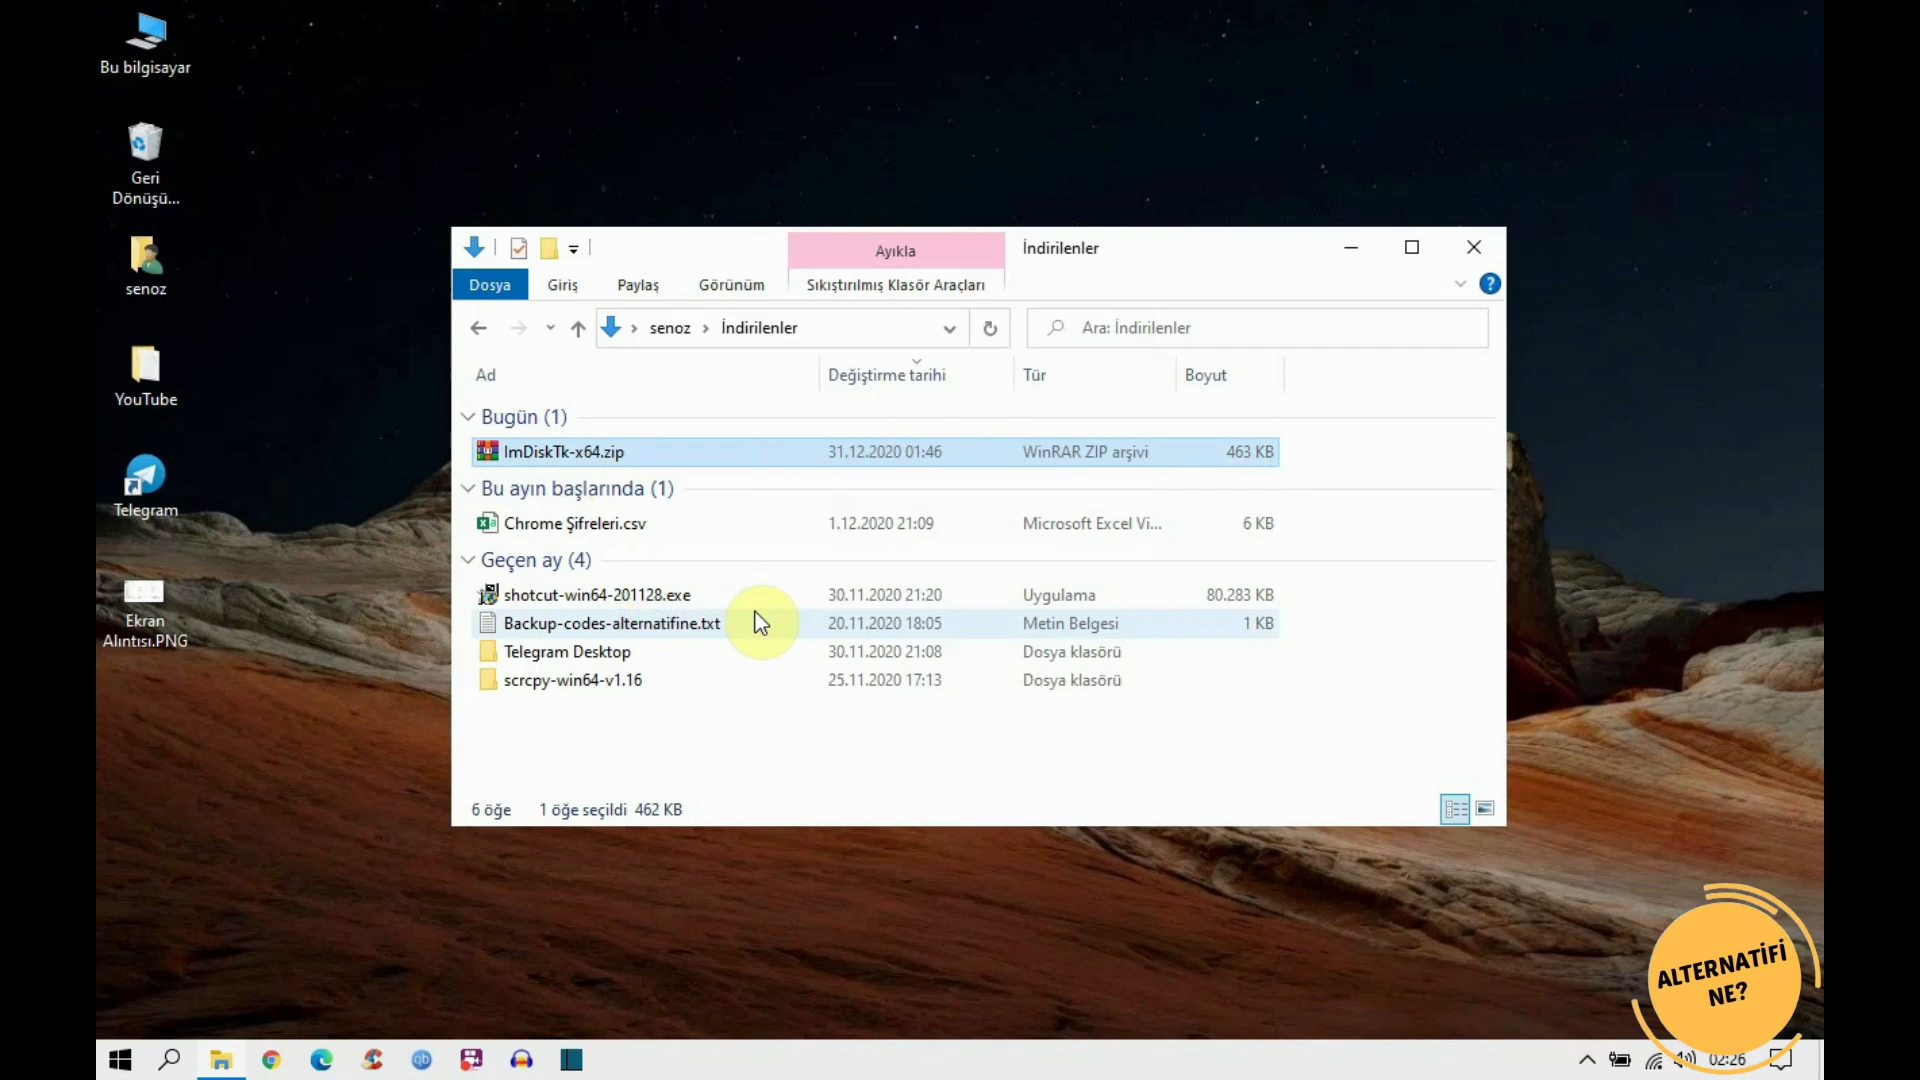 Bu bilgisayar
Geri
Dönüşü...
senoz
YouTube
Telegram
Ekran
Alıntısı.PNG
Ayıkla
İndirilenler
Dosya
Giriş
Paylaş
Görünüm
Sıkıştırılmış Klasör Araçları
senoz
İndirilenler
Ara: İndirilenler
Ad
Değiştirme tarihi
Tür
Boyut
Bugün (1)
ImDiskTk-x64.zip 31.12.2020 01:46 WinRAR ZIP arşivi 463 KB
Bu ayın başlarında (1)
Chrome Şifreleri.csv 1.12.2020 21:09 Microsoft Excel Vi... 6 KB
Geçen ay (4)
shotcut-win64-201128.exe 30.11.2020 21:20 Uygulama 80.283 KB
Backup-codes-alternatifine.txt 20.11.2020 18:05 Metin Belgesi 1 KB
Telegram Desktop 30.11.2020 21:08 Dosya klasörü
scrcpy-win64-v1.16 25.11.2020 17:13 Dosya klasörü
6 öğe 1 öğe seçildi 462 KB
ALTERNATİFİ
NE?
qb
02:26